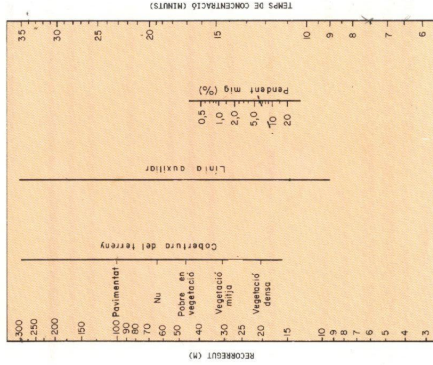 TEMPS DE CONCENTRACIÓ (MINUTS)
35 30 25 20 15 10 9 8 7 6 5
Pendent mig (%)
0,5 1,0 2,0 5,0 10 20
Linia auxiliar
Cobertura del terreny
Pavimentat
Nu
Pobre en
vegetació
Vegetació
mitja
Vegetació
densa
300 250 200 150 100 90 80 70 60 50 40 30 25 20 15 10 9 8 7 6 5 4 3
RECORREGUT (M)